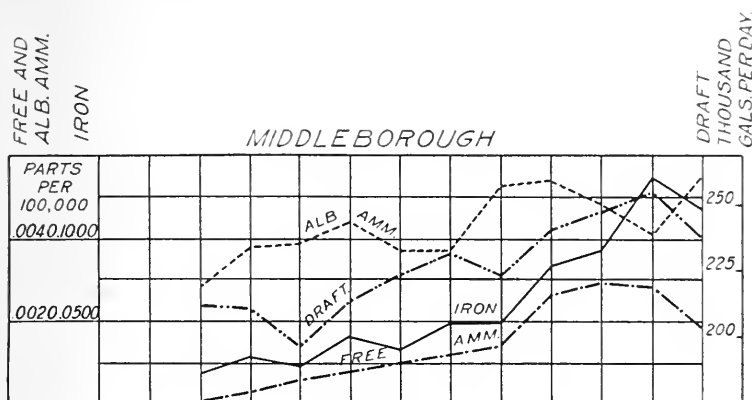 FREE AND
ALB. AMM.
IRON
MIDDLEBOROUGH
DRAFT
THOUSAND
GALS. PER DAY.
PARTS
PER
100,000
.0040 .1000
.0020 .0500
ALB AMM.
DRAFT.
IRON
FREE AMM.
250
225
200